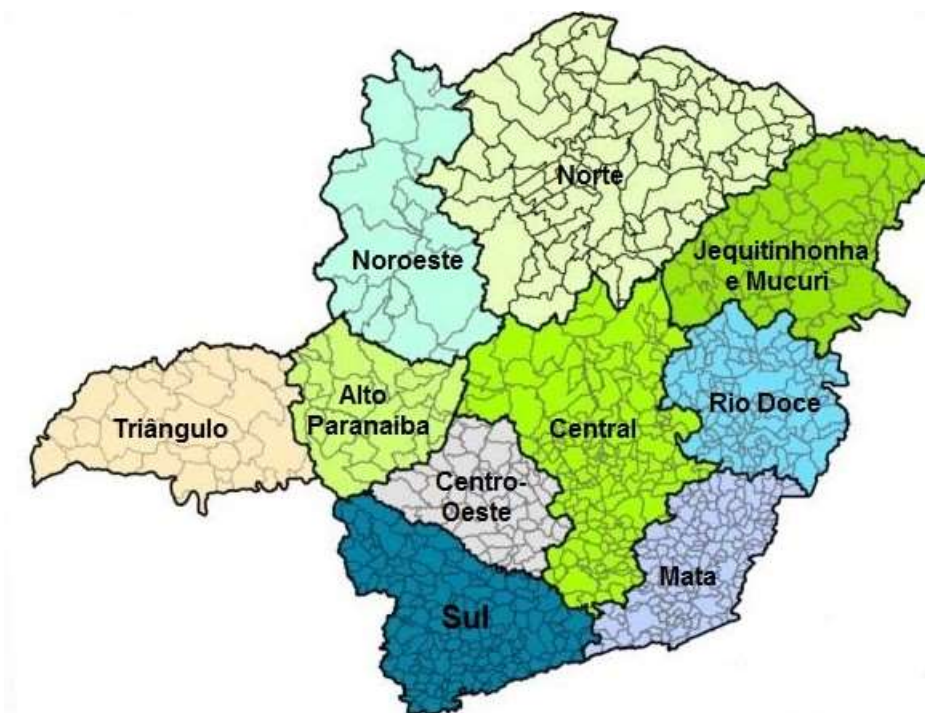 Norte
Noroeste
Jequitinhonha
e Mucuri
Alto
Paranaiba
Triângulo
Central
Rio Doce
Centro-
Oeste
Mata
Sul